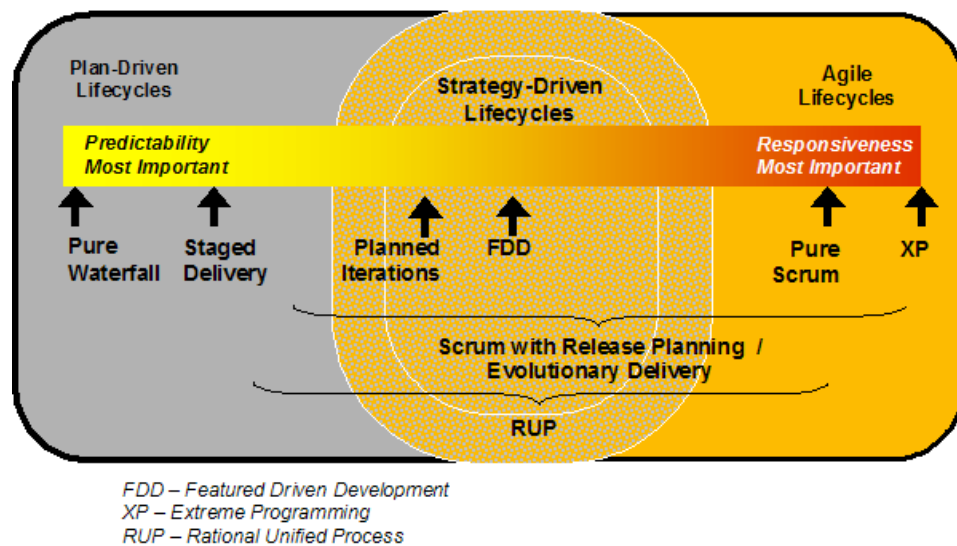 Plan-Driven
Lifecycles
Strategy-Driven
Lifecycles
Agile
Lifecycles
Predictability
Most Important
Responsiveness
Most Important
Pure
Waterfall
Staged
Delivery
Planned
Iterations
FDD
Pure
Scrum
XP
Scrum with Release Planning /
Evolutionary Delivery
RUP
FDD – Featured Driven Development
XP – Extreme Programming
RUP – Rational Unified Process